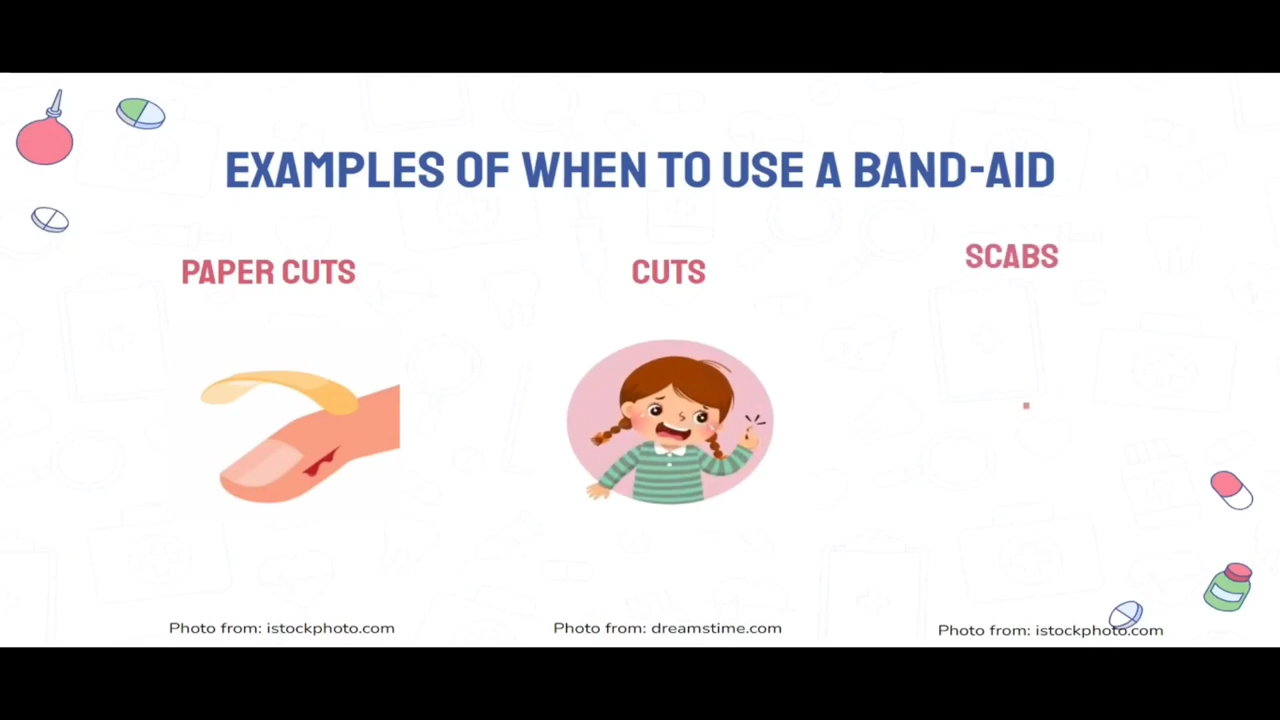 EXAMPLES OF WHEN TO USE A BAND-AID
PAPER CUTS
CUTS
SCABS
Photo from: istockphoto.com
Photo from: dreamstime.com
Photo from: istockphoto.com